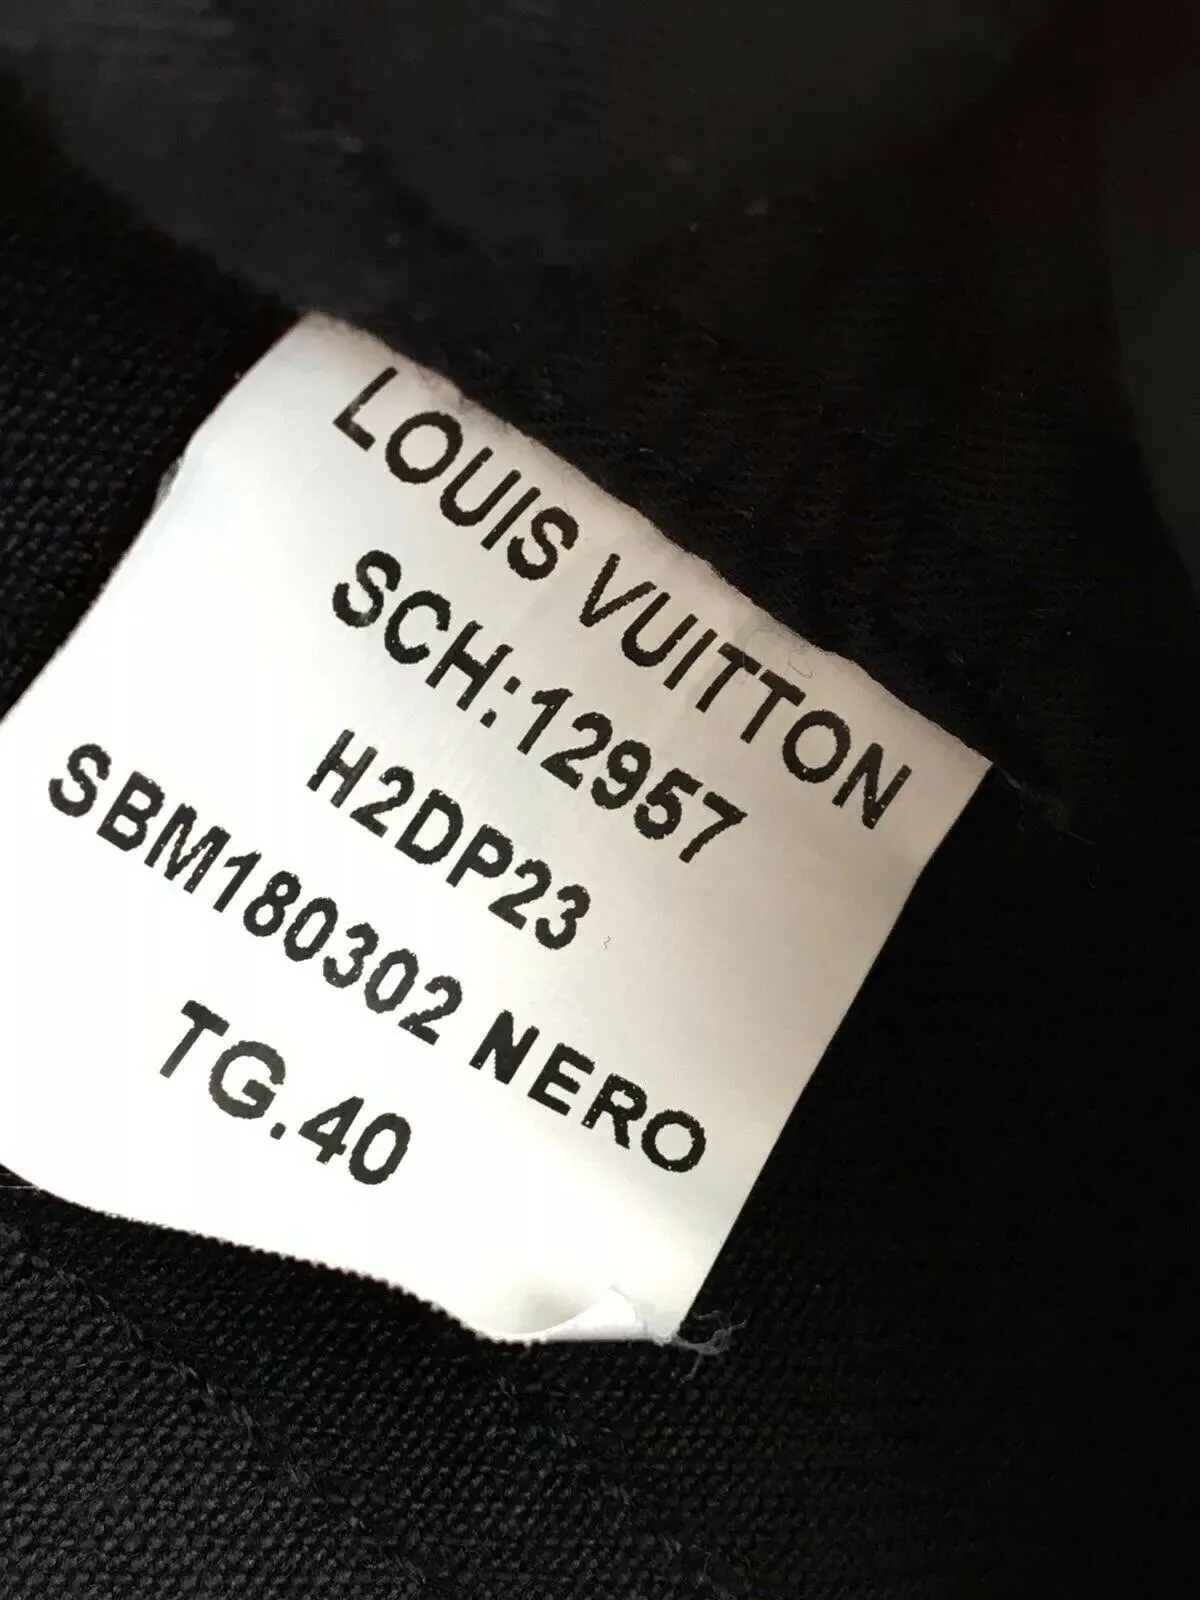 LOUIS VUITTON
SCH:12957
H2DP23
SBM180302 NERO
TG.40